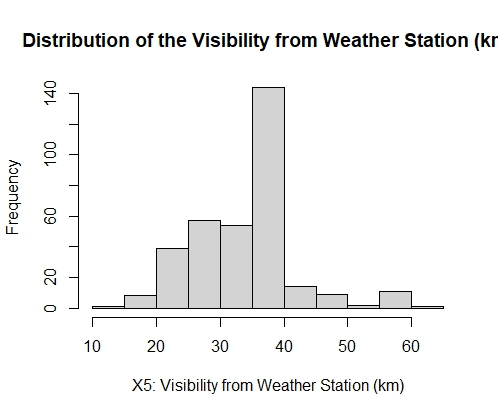 Distribution of the Visibility from Weather Station (kr
140
100
60
20
0
Frequency
10 20 30 40 50 60
X5: Visibility from Weather Station (km)